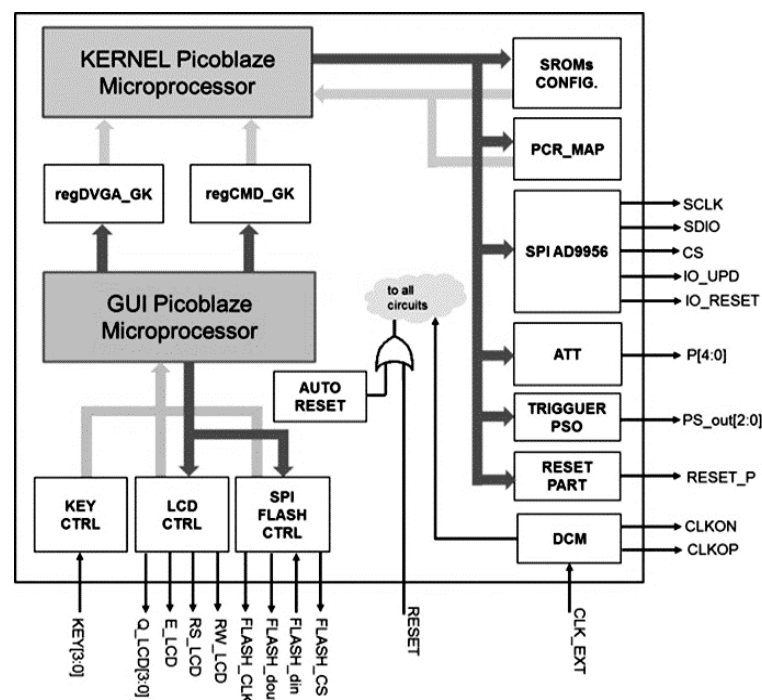 KERNEL Picoblaze
Microprocessor
SROMs
CONFIG.
PCR_MAP
regDVGA_GK
regCMD_GK
SCLK
SDIO
SPI AD9956
CS
IO_UPD
IO_RESET
GUI Picoblaze
Microprocessor
to all
circuits
ATT
P[4:0]
AUTO
RESET
TRIGGUER
PSO
PS_out[2:0]
RESET
PART
RESET_P
KEY
CTRL
LCD
CTRL
SPI
FLASH
CTRL
DCM
CLKON
CLKOP
KEY[3:0]
Q_LCD[3:0]
E_LCD
RS_LCD
RW_LCD
FLASH_CLK
FLASH_dout
FLASH_din
FLASH_CS
RESET
CLK_EXT